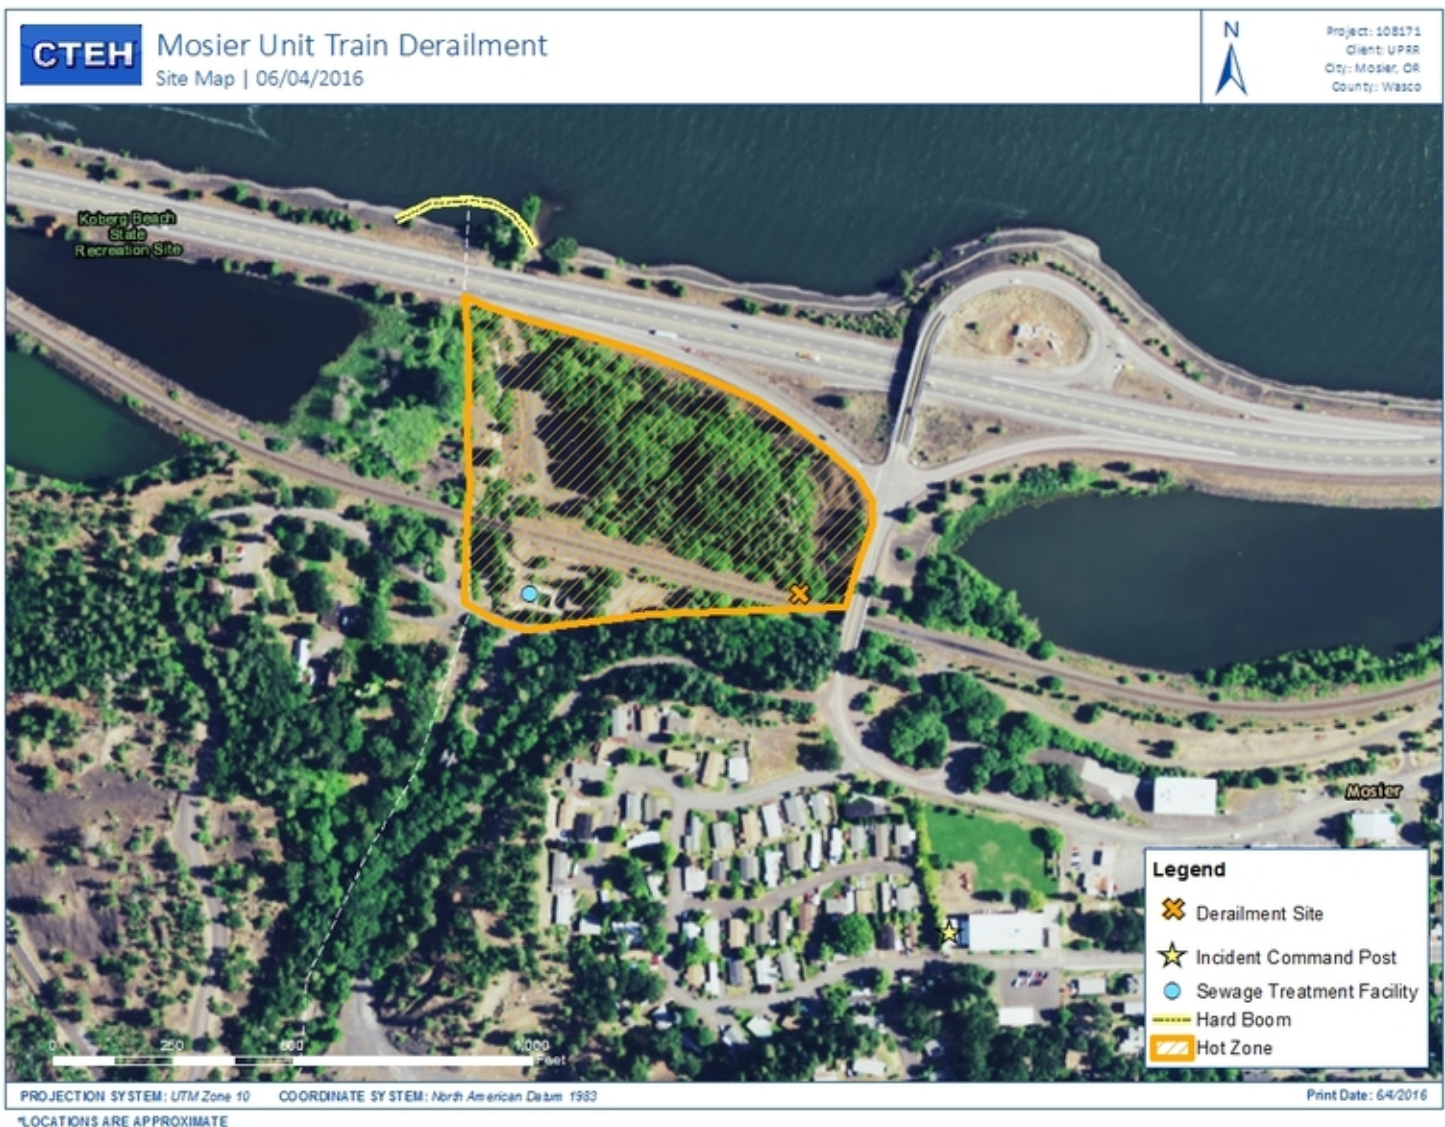 CTEH
Mosier Unit Train Derailment
Site Map | 06/04/2016
N
Project: 108171
Client: UPRR
City: Mosier, OR
County: Wasco
Koberg Beach
State
Recreation Site
Mosier
Legend
Derailment Site
Incident Command Post
Sewage Treatment Facility
Hard Boom
Hot Zone
0 250 500 1,000
Feet
PROJECTION SYSTEM: UTM Zone 10 COORDINATE SYSTEM: North American Datum 1983
Print Date: 6/4/2016
*LOCATIONS ARE APPROXIMATE